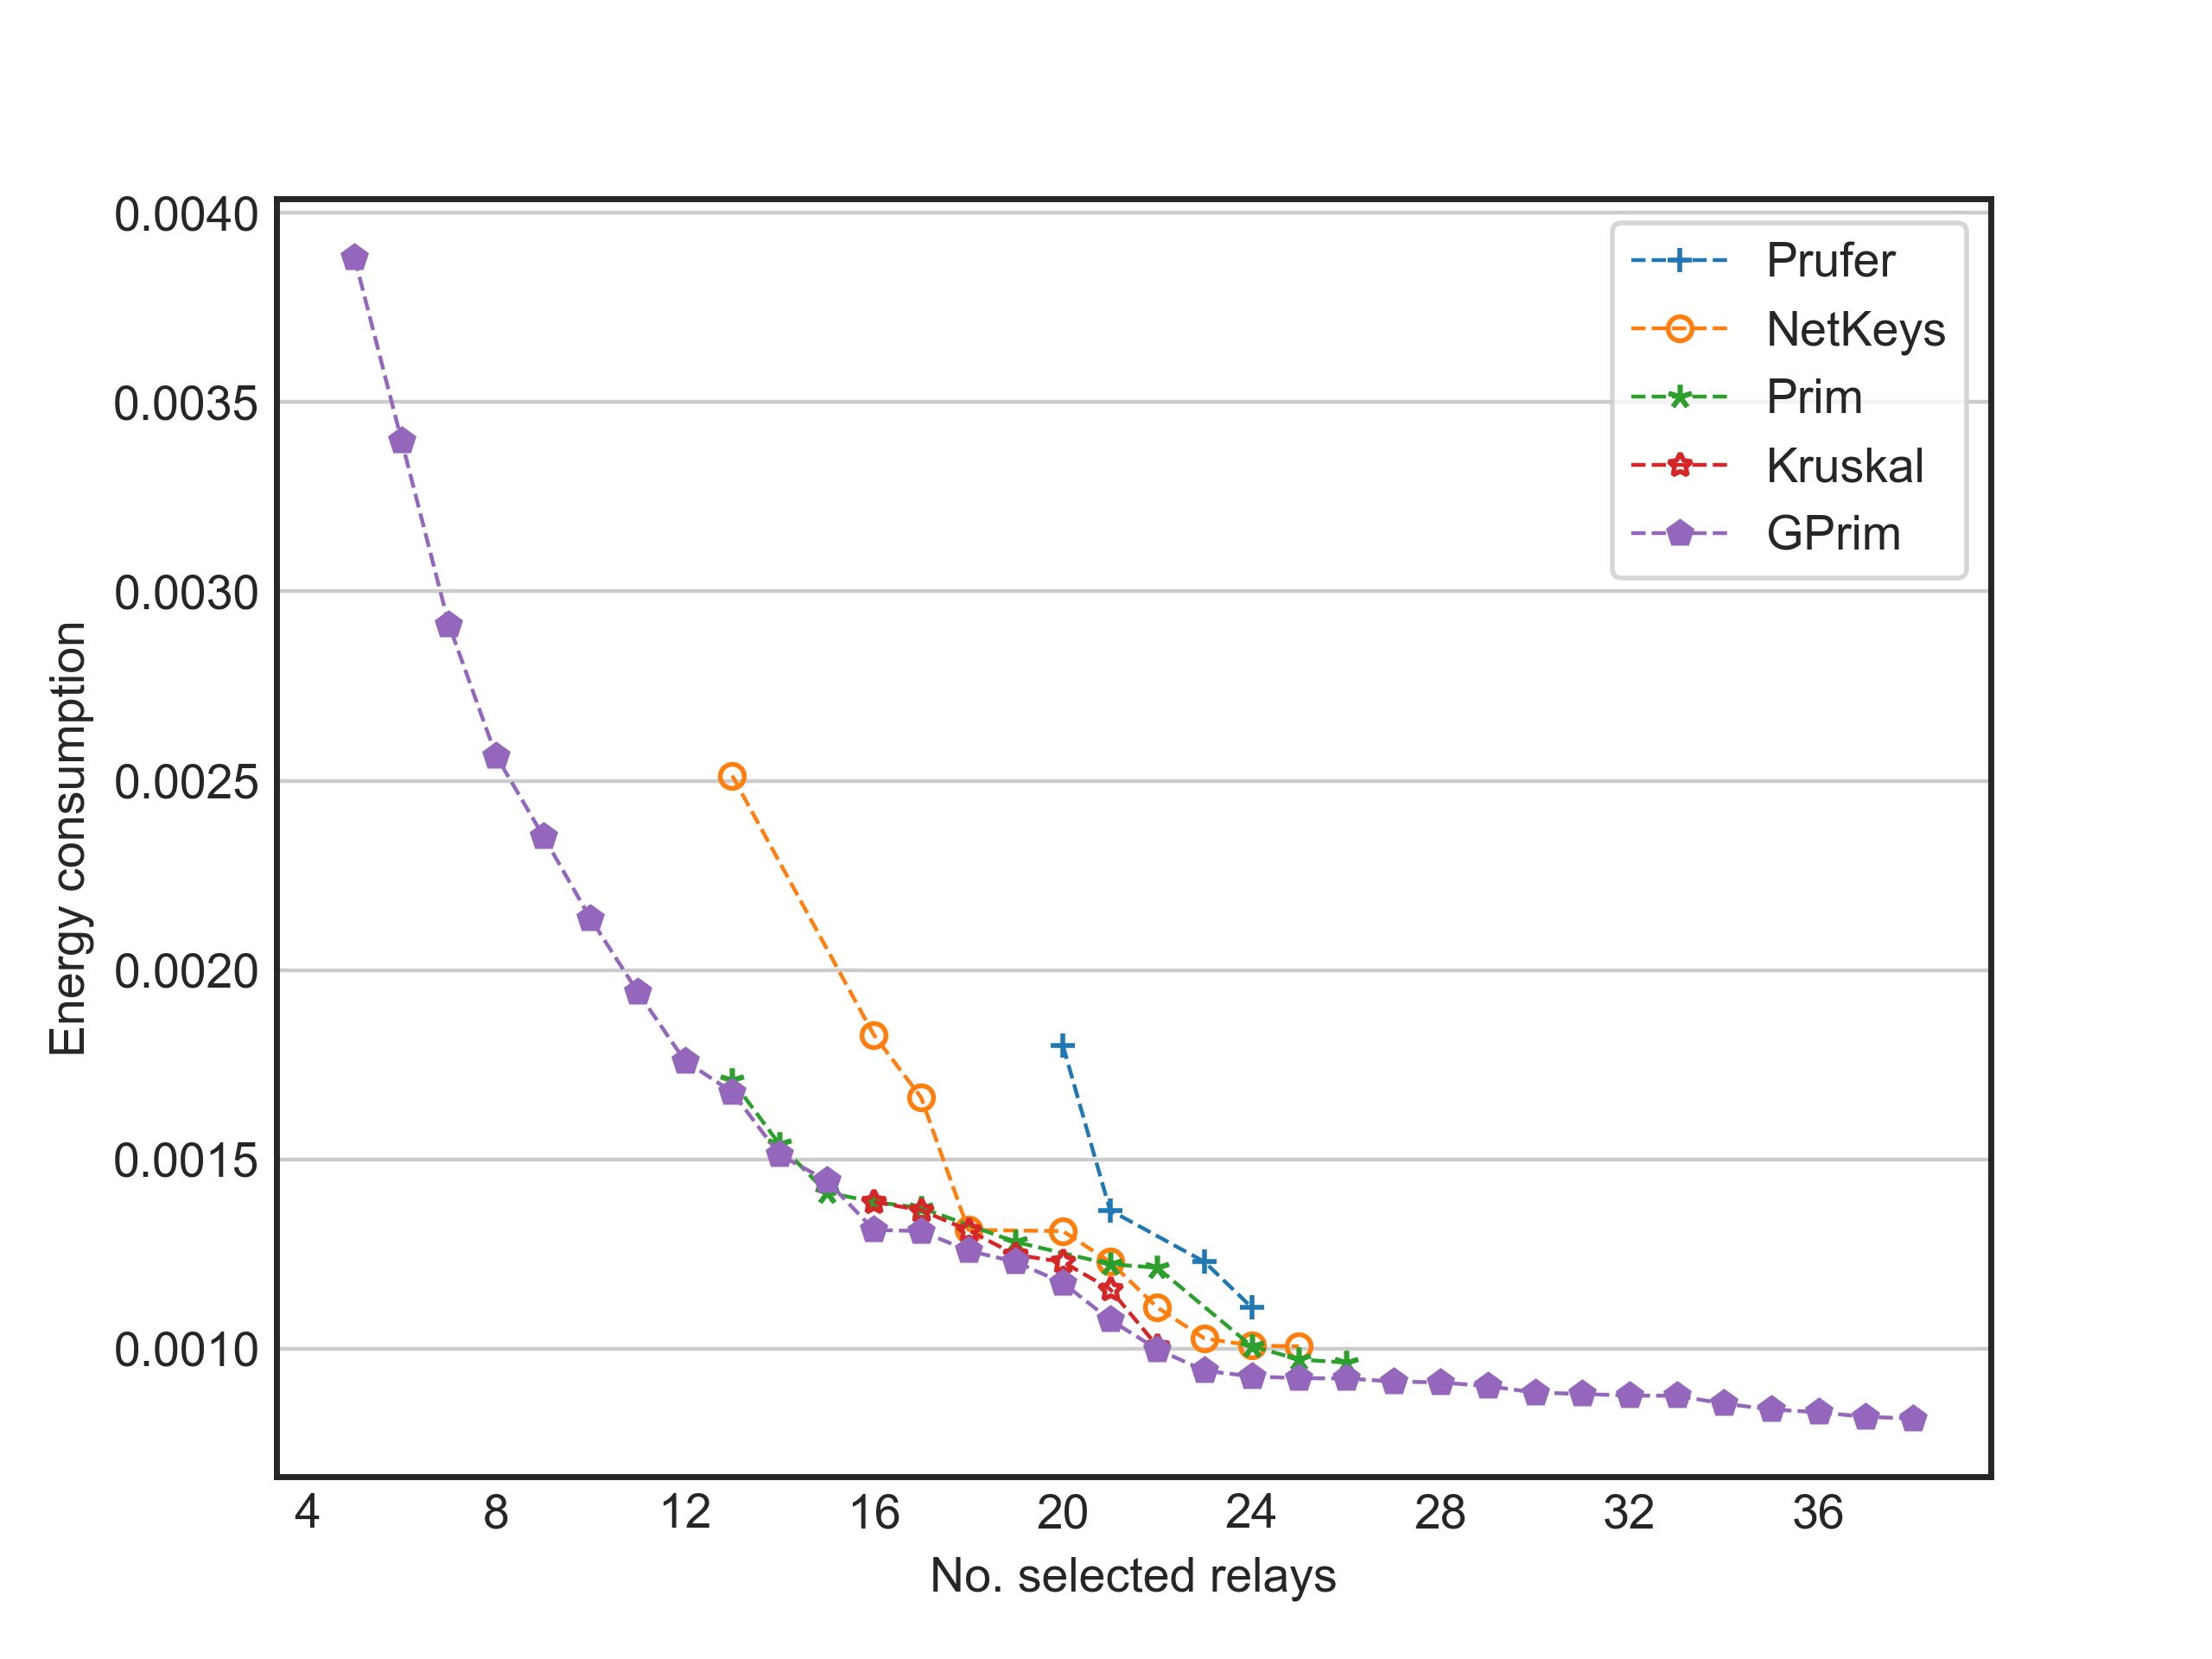 0.0040
0.0035
0.0030
0.0025
0.0020
0.0015
0.0010
Energy consumption
Prufer
NetKeys
Prim
Kruskal
GPrim
4 8 12 16 20 24 28 32 36
No. selected relays